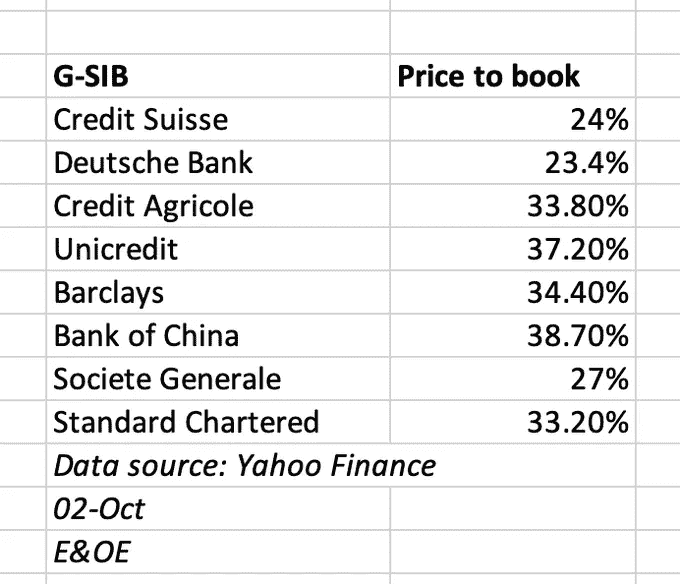 G-SIB Price to book
Credit Suisse 24%
Deutsche Bank 23.4%
Credit Agricole 33.80%
Unicredit 37.20%
Barclays 34.40%
Bank of China 38.70%
Societe Generale 27%
Standard Chartered 33.20%
Data source: Yahoo Finance
02-Oct
E&OE